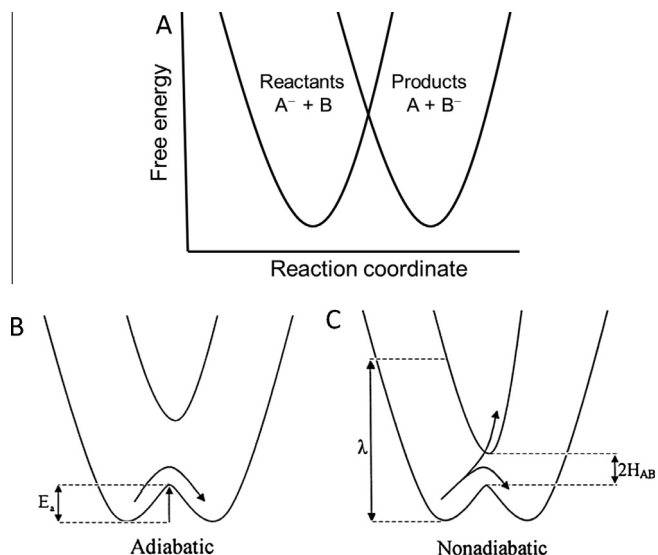 A
Free energy
Reactants
A⁻ + B
Products
A + B⁻
Reaction coordinate
B
Eₐ
Adiabatic
C
λ
2H_AB
Nonadiabatic